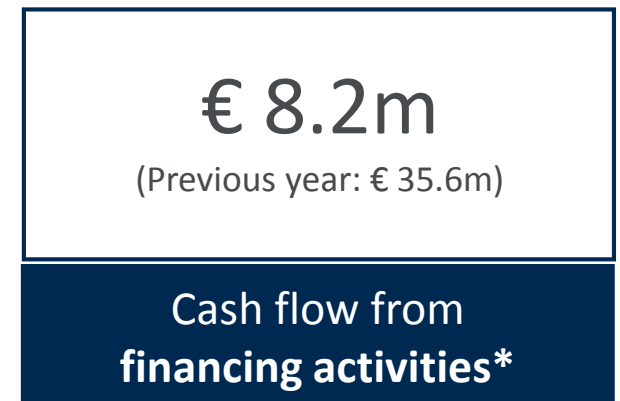 € 8.2m
(Previous year: € 35.6m)
Cash flow from
financing activities*